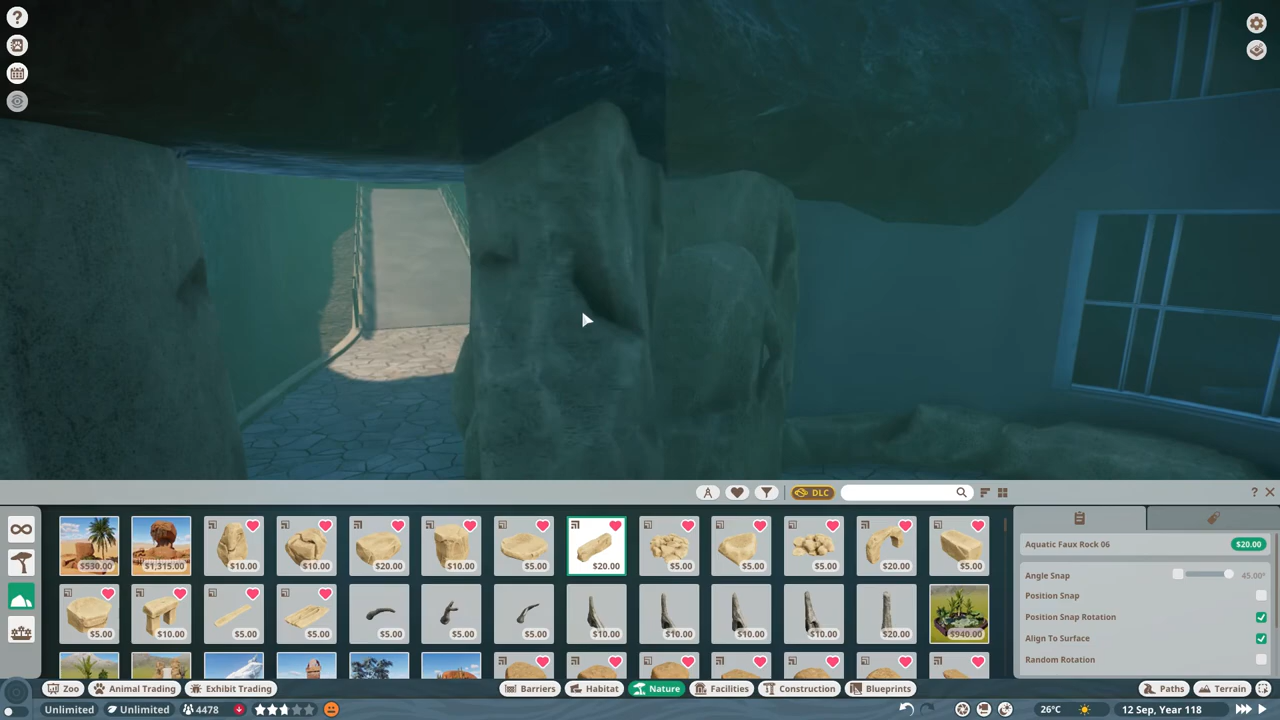 ?
DLC
? ✕
$530.00 $1,315.00 $10.00 $10.00 $20.00 $10.00 $5.00 $20.00 $5.00 $5.00 $5.00 $20.00 $5.00
$5.00 $10.00 $5.00 $5.00 $5.00 $5.00 $5.00 $10.00 $10.00 $10.00 $10.00 $20.00 $940.00
Aquatic Faux Rock 06 $20.00
Angle Snap 45.00°
Position Snap
Position Snap Rotation
Align To Surface
Random Rotation
Zoo Animal Trading Exhibit Trading Barriers Habitat Nature Facilities Construction Blueprints Paths Terrain
Unlimited Unlimited 4478 26°C 12 Sep, Year 118